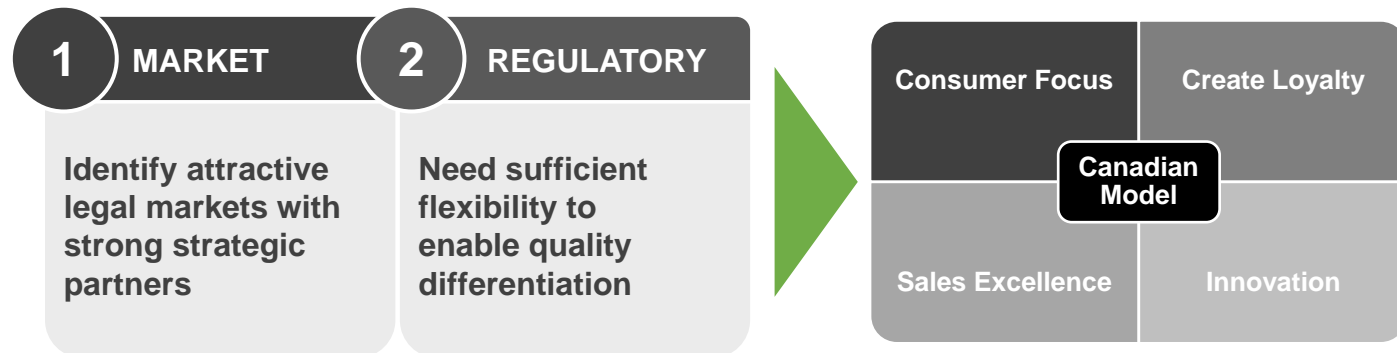 1 MARKET
Identify attractive
legal markets with
strong strategic
partners
2 REGULATORY
Need sufficient
flexibility to
enable quality
differentiation
Consumer Focus
Create Loyalty
Canadian
Model
Sales Excellence
Innovation